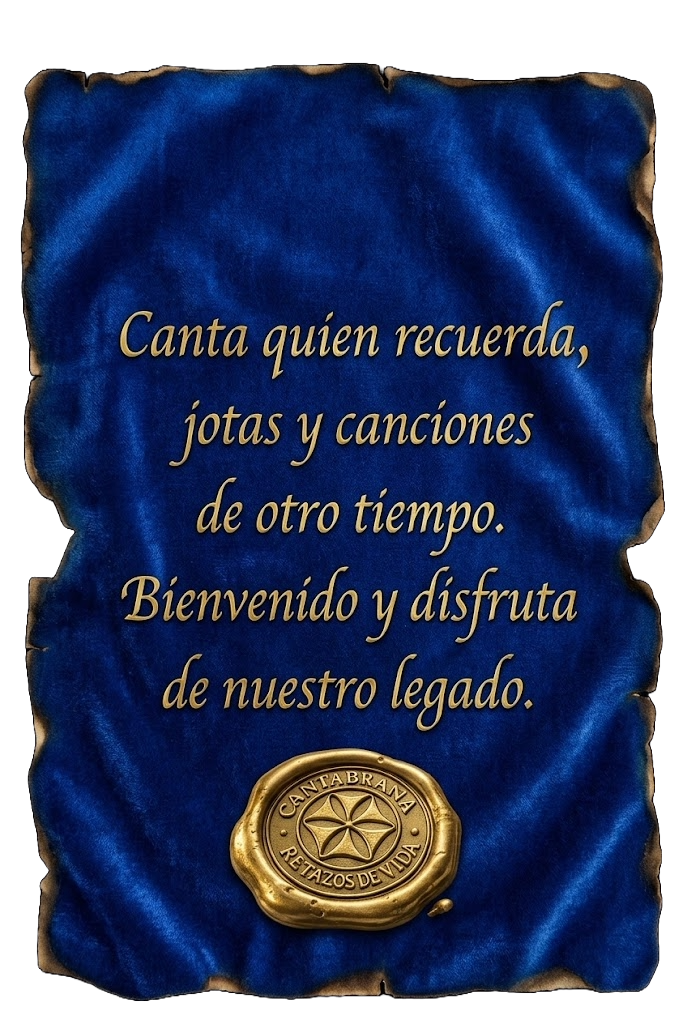 Canta quien recuerda,
jotas y canciones
de otro tiempo.
Bienvenido y disfruta
de nuestro legado.
CANTABRANA
RETAZOS DE VIDA